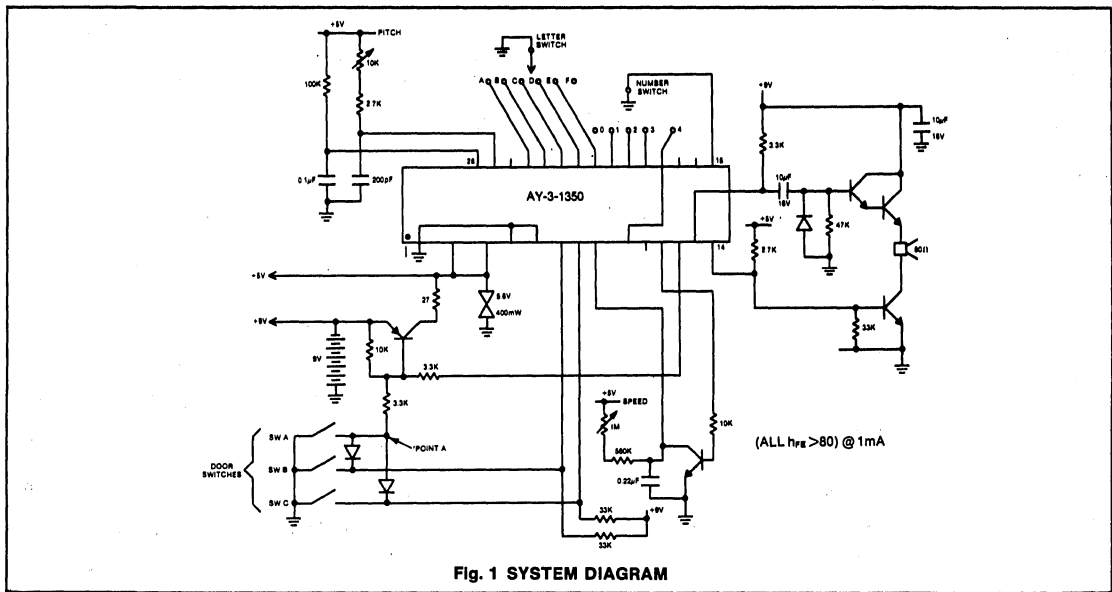 +5V
PITCH
10K
100K
2.7K
0.1µF
200pF
LETTER
SWITCH
A B C D E F
NUMBER
SWITCH
0 1 2 3 4
28
15
AY-3-1350
1
14
+9V
3.3K
10µF
16V
10µF
16V
47K
+5V
2.7K
80Ω
33K
+5V
27
5.6V
400mW
+9V
9V
10K
3.3K
3.3K
SW A
'POINT A
DOOR
SWITCHES
SW B
SW C
+5V
SPEED
1M
560K
0.22µF
10K
(ALL hFE >80) @ 1mA
33K
+9V
33K
Fig. 1 SYSTEM DIAGRAM